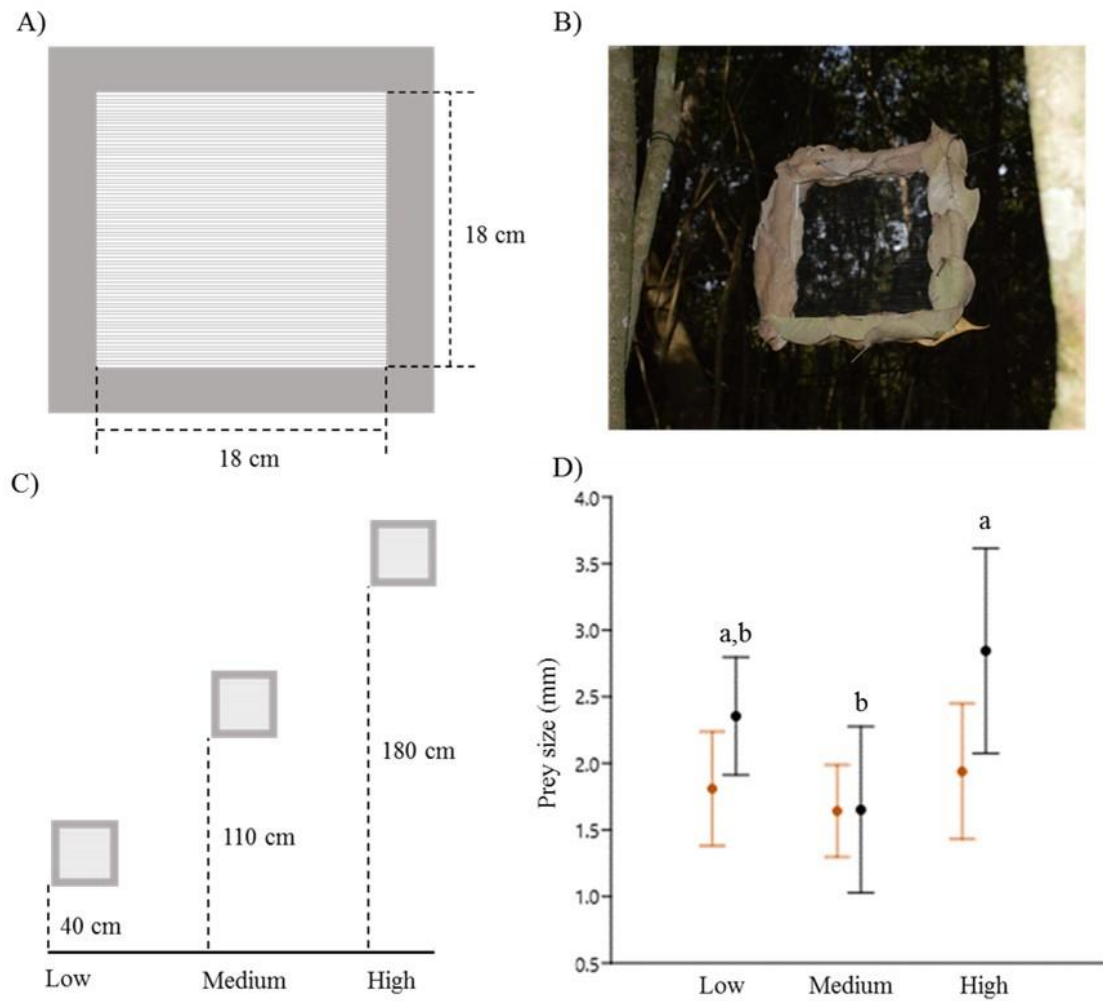 A)
18 cm
18 cm
B)
C)
40 cm
110 cm
180 cm
Low
Medium
High
D)
Prey size (mm)
4.0
3.5
3.0
2.5
2.0
1.5
1.0
0.5
a,b
b
a
Low
Medium
High